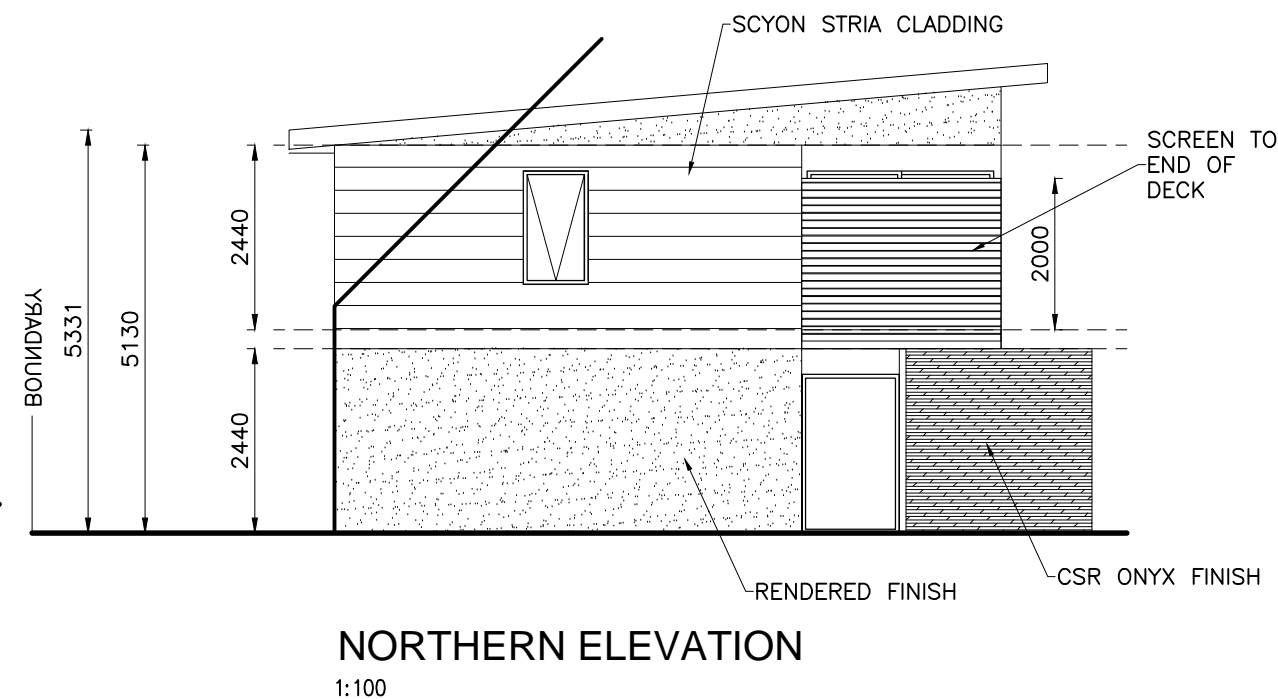 SCYON STRIA CLADDING
SCREEN TO
END OF
DECK
2440
2000
BOUNDARY
5331
5130
2440
RENDERED FINISH
CSR ONYX FINISH
NORTHERN ELEVATION
1:100